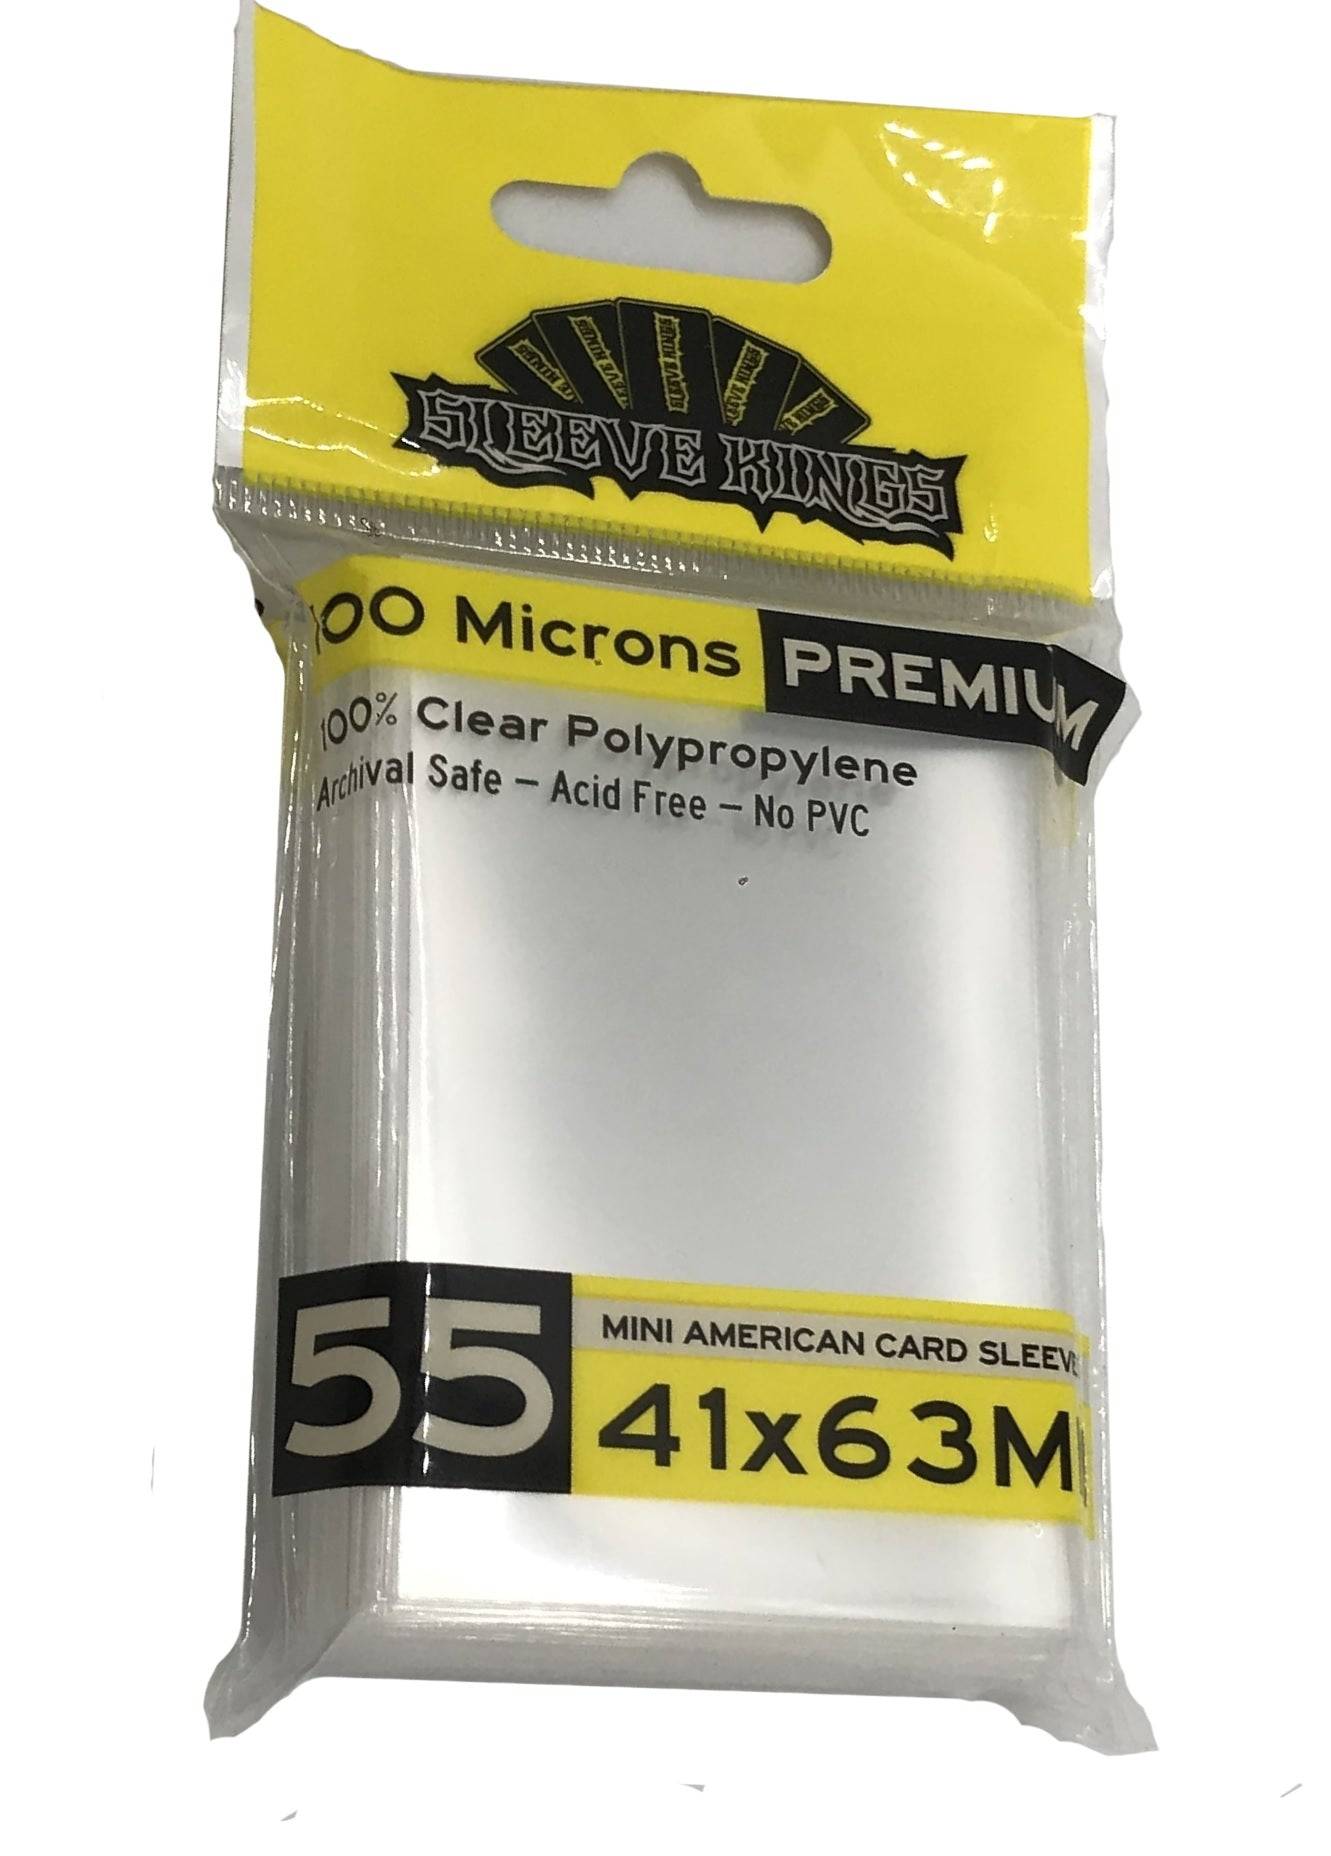 SLEEVE KINGS
100 Microns PREMIUM
100% Clear Polypropylene
Archival Safe – Acid Free – No PVC
55
MINI AMERICAN CARD SLEEVE
41x63M